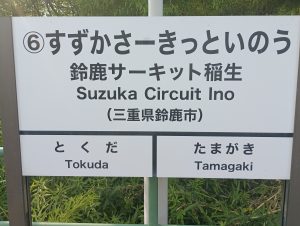 ⑥すずかさーきっといのう
鈴鹿サーキット稲生
Suzuka Circuit Ino
(三重県鈴鹿市)
とくだ たまがき
Tokuda Tamagaki